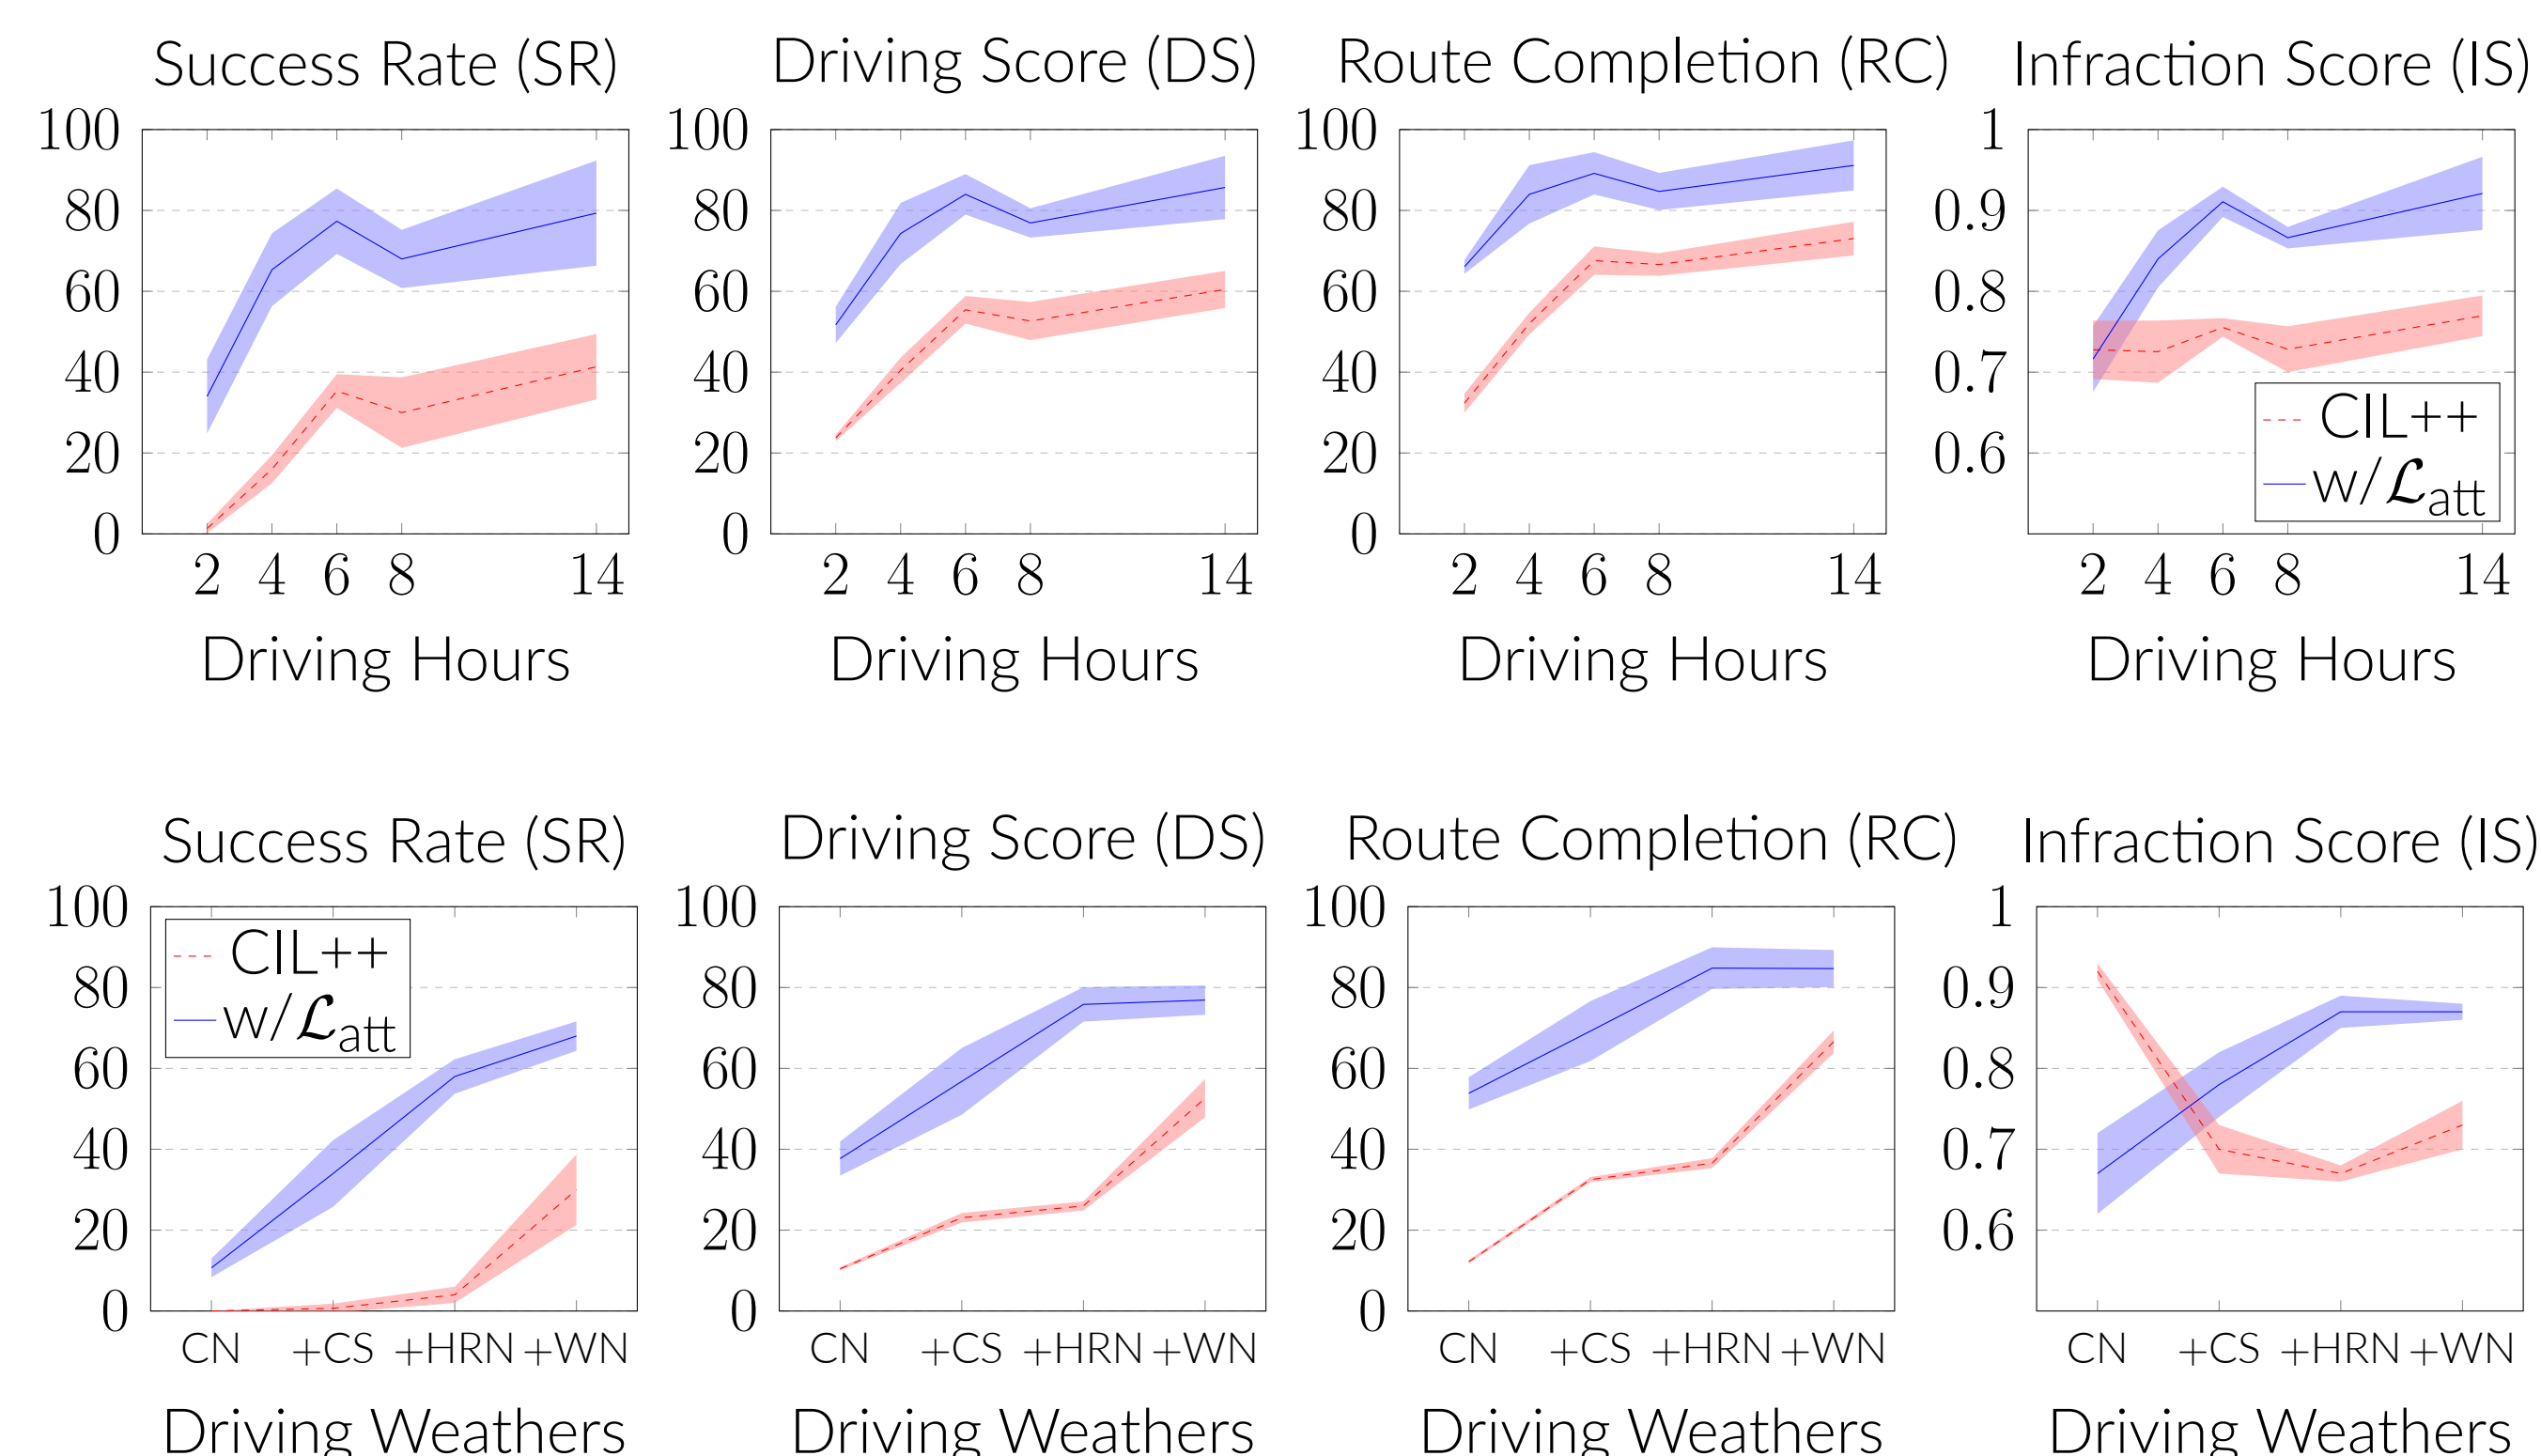 Success Rate (SR)
Driving Score (DS)
Route Completion (RC)
Infraction Score (IS)
100
80
60
40
20
0
2 4 6 8 14
Driving Hours
100
80
60
40
20
0
2 4 6 8 14
Driving Hours
100
80
60
40
20
0
2 4 6 8 14
Driving Hours
1
0.9
0.8
0.7
0.6
CIL++
w/𝓛att
2 4 6 8 14
Driving Hours
Success Rate (SR)
Driving Score (DS)
Route Completion (RC)
Infraction Score (IS)
100
80
60
40
20
0
CIL++
w/𝓛att
CN +CS +HRN +WN
Driving Weathers
100
80
60
40
20
0
CN +CS +HRN +WN
Driving Weathers
100
80
60
40
20
0
CN +CS +HRN +WN
Driving Weathers
1
0.9
0.8
0.7
0.6
CN +CS +HRN +WN
Driving Weathers